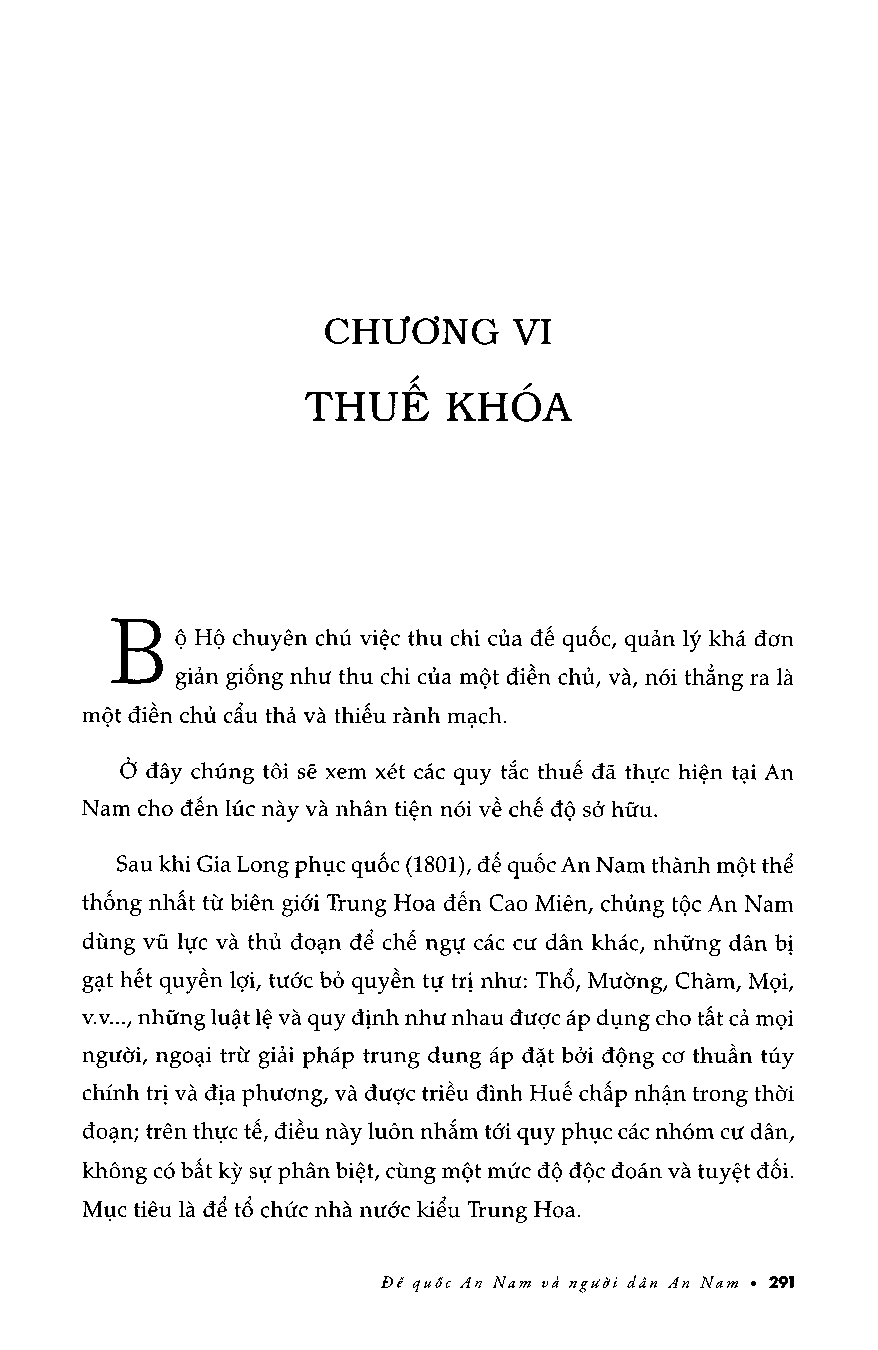 CHƯƠNG VI
THUẾ KHÓA
Bộ Hộ chuyên chú việc thu chi của đế quốc, quản lý khá đơn
giản giống như thu chi của một điền chủ, và, nói thẳng ra là
một điền chủ cẩu thả và thiếu rành mạch.
Ở đây chúng tôi sẽ xem xét các quy tắc thuế đã thực hiện tại An
Nam cho đến lúc này và nhân tiện nói về chế độ sở hữu.
Sau khi Gia Long phục quốc (1801), đế quốc An Nam thành một thể
thống nhất từ biên giới Trung Hoa đến Cao Miên, chủng tộc An Nam
dùng vũ lực và thủ đoạn để chế ngự các cư dân khác, những dân bị
gạt hết quyền lợi, tước bỏ quyền tự trị như: Thổ, Mường, Chàm, Mọi,
v.v..., những luật lệ và quy định như nhau được áp dụng cho tất cả mọi
người, ngoại trừ giải pháp trung dung áp đặt bởi động cơ thuần túy
chính trị và địa phương, và được triều đình Huế chấp nhận trong thời
đoạn; trên thực tế, điều này luôn nhắm tới quy phục các nhóm cư dân,
không có bất kỳ sự phân biệt, cùng một mức độ độc đoán và tuyệt đối.
Mục tiêu là để tổ chức nhà nước kiểu Trung Hoa.
Đế quốc An Nam và người dân An Nam • 291